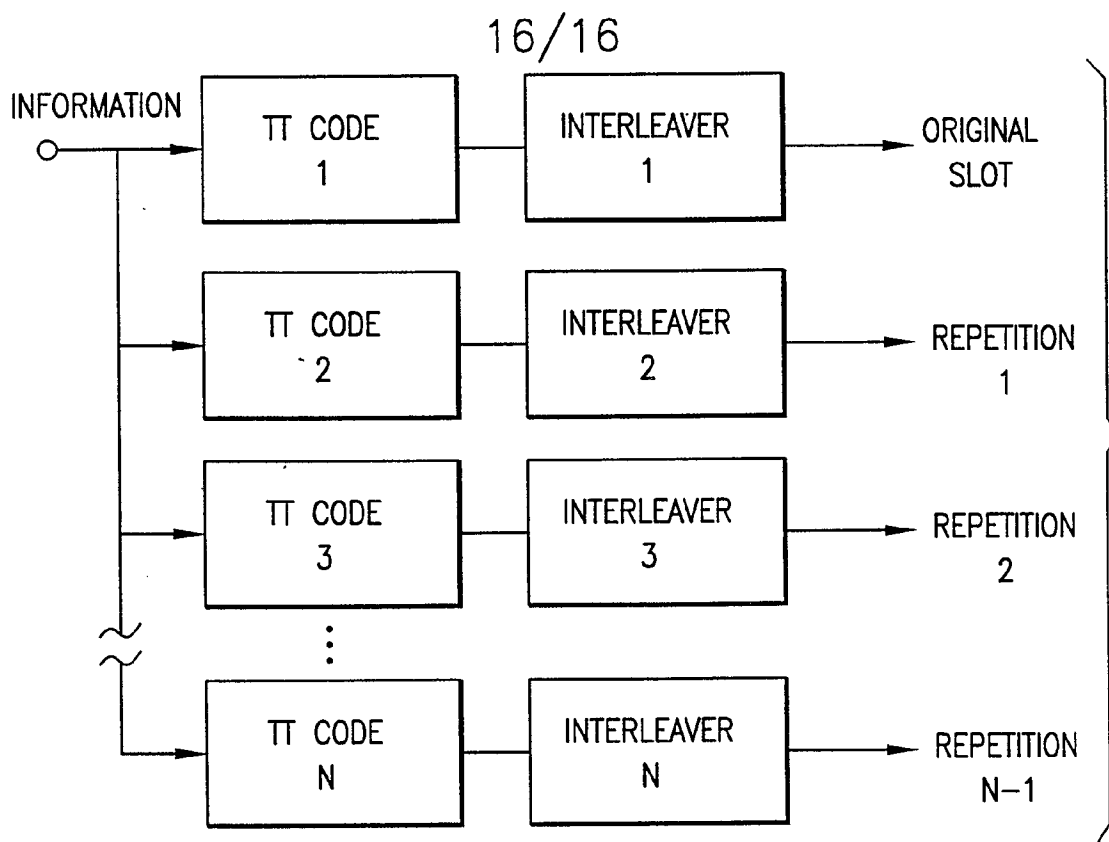 16/16
INFORMATION
TT CODE
1
INTERLEAVER
1
ORIGINAL
SLOT
TT CODE
2
INTERLEAVER
2
REPETITION
1
TT CODE
3
INTERLEAVER
3
REPETITION
2
TT CODE
N
INTERLEAVER
N
REPETITION
N-1